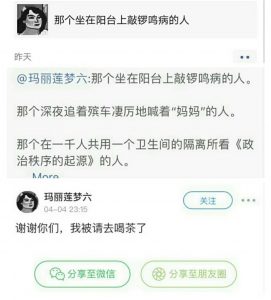 那个坐在阳台上敲锣鸣病的人。
昨天
@玛丽莲梦六:那个坐在阳台上敲锣鸣病的人。
那个深夜追着殡车凄厉地喊着“妈妈”的人。
那个在一千人共用一个卫生间的隔离所看《政
治秩序的起源》的人。
... More
玛丽莲梦六
04-04 23:15
关注
谢谢你们，我被请去喝茶了
分享至微信
分享至朋友圈